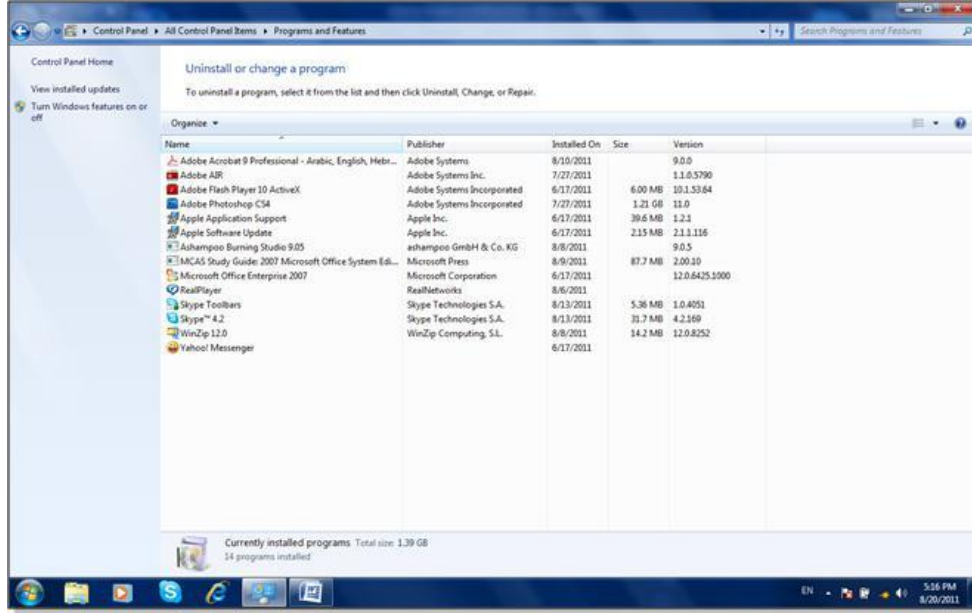 Control Panel ▸ All Control Panel Items ▸ Programs and Features
Search Programs and Features
Control Panel Home
View installed updates
Turn Windows features on or
off
Uninstall or change a program
To uninstall a program, select it from the list and then click Uninstall, Change, or Repair.
Organize
Name Publisher Installed On Size Version
Adobe Acrobat 9 Professional - Arabic, English, Hebr... Adobe Systems 8/10/2011 9.0.0
Adobe AIR Adobe Systems Inc. 7/27/2011 1.1.0.5790
Adobe Flash Player 10 ActiveX Adobe Systems Incorporated 6/17/2011 6.00 MB 10.1.53.64
Adobe Photoshop CS4 Adobe Systems Incorporated 7/27/2011 1.21 GB 11.0
Apple Application Support Apple Inc. 6/17/2011 39.6 MB 1.2.1
Apple Software Update Apple Inc. 6/17/2011 2.15 MB 2.1.1.116
Ashampoo Burning Studio 9.05 ashampoo GmbH & Co. KG 8/8/2011 9.0.5
MCAS Study Guide: 2007 Microsoft Office System Edi... Microsoft Press 8/9/2011 87.7 MB 2.00.10
Microsoft Office Enterprise 2007 Microsoft Corporation 6/17/2011 12.0.6425.1000
RealPlayer RealNetworks 8/6/2011
Skype Toolbars Skype Technologies S.A. 8/13/2011 5.36 MB 1.0.4051
Skype™ 4.2 Skype Technologies S.A. 8/13/2011 31.7 MB 4.2.169
WinZip 12.0 WinZip Computing, S.L. 8/8/2011 14.2 MB 12.0.8252
Yahoo! Messenger 6/17/2011
Currently installed programs Total size: 1.39 GB
14 programs installed
EN 5:16 PM
8/20/2011